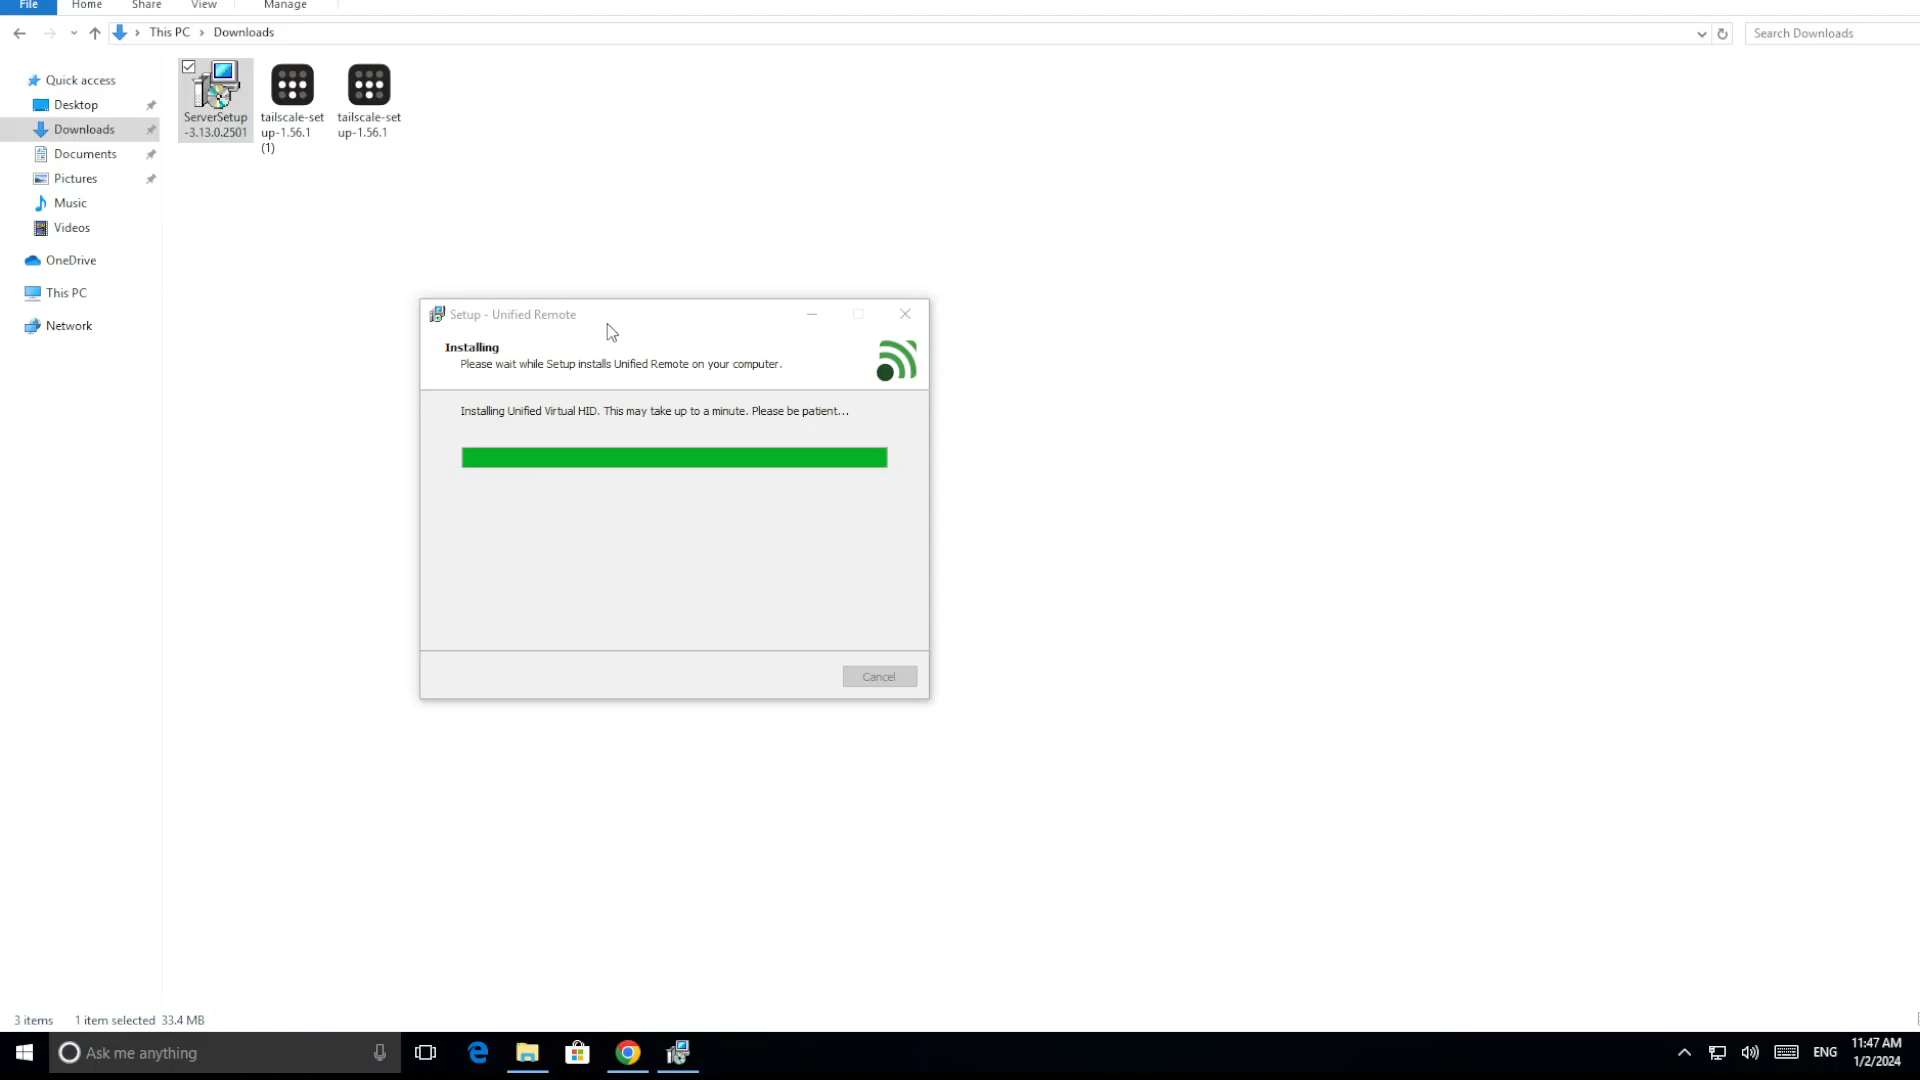 File Home Share View Manage
This PC > Downloads
Search Downloads
Quick access
Desktop
Downloads
Documents
Pictures
Music
Videos
OneDrive
This PC
Network
ServerSetup
-3.13.0.2501
tailscale-set
up-1.56.1
(1)
tailscale-set
up-1.56.1
Setup - Unified Remote
Installing
Please wait while Setup installs Unified Remote on your computer.
Installing Unified Virtual HID. This may take up to a minute. Please be patient...
Cancel
3 items 1 item selected 33.4 MB
Ask me anything
ENG
11:47 AM
1/2/2024